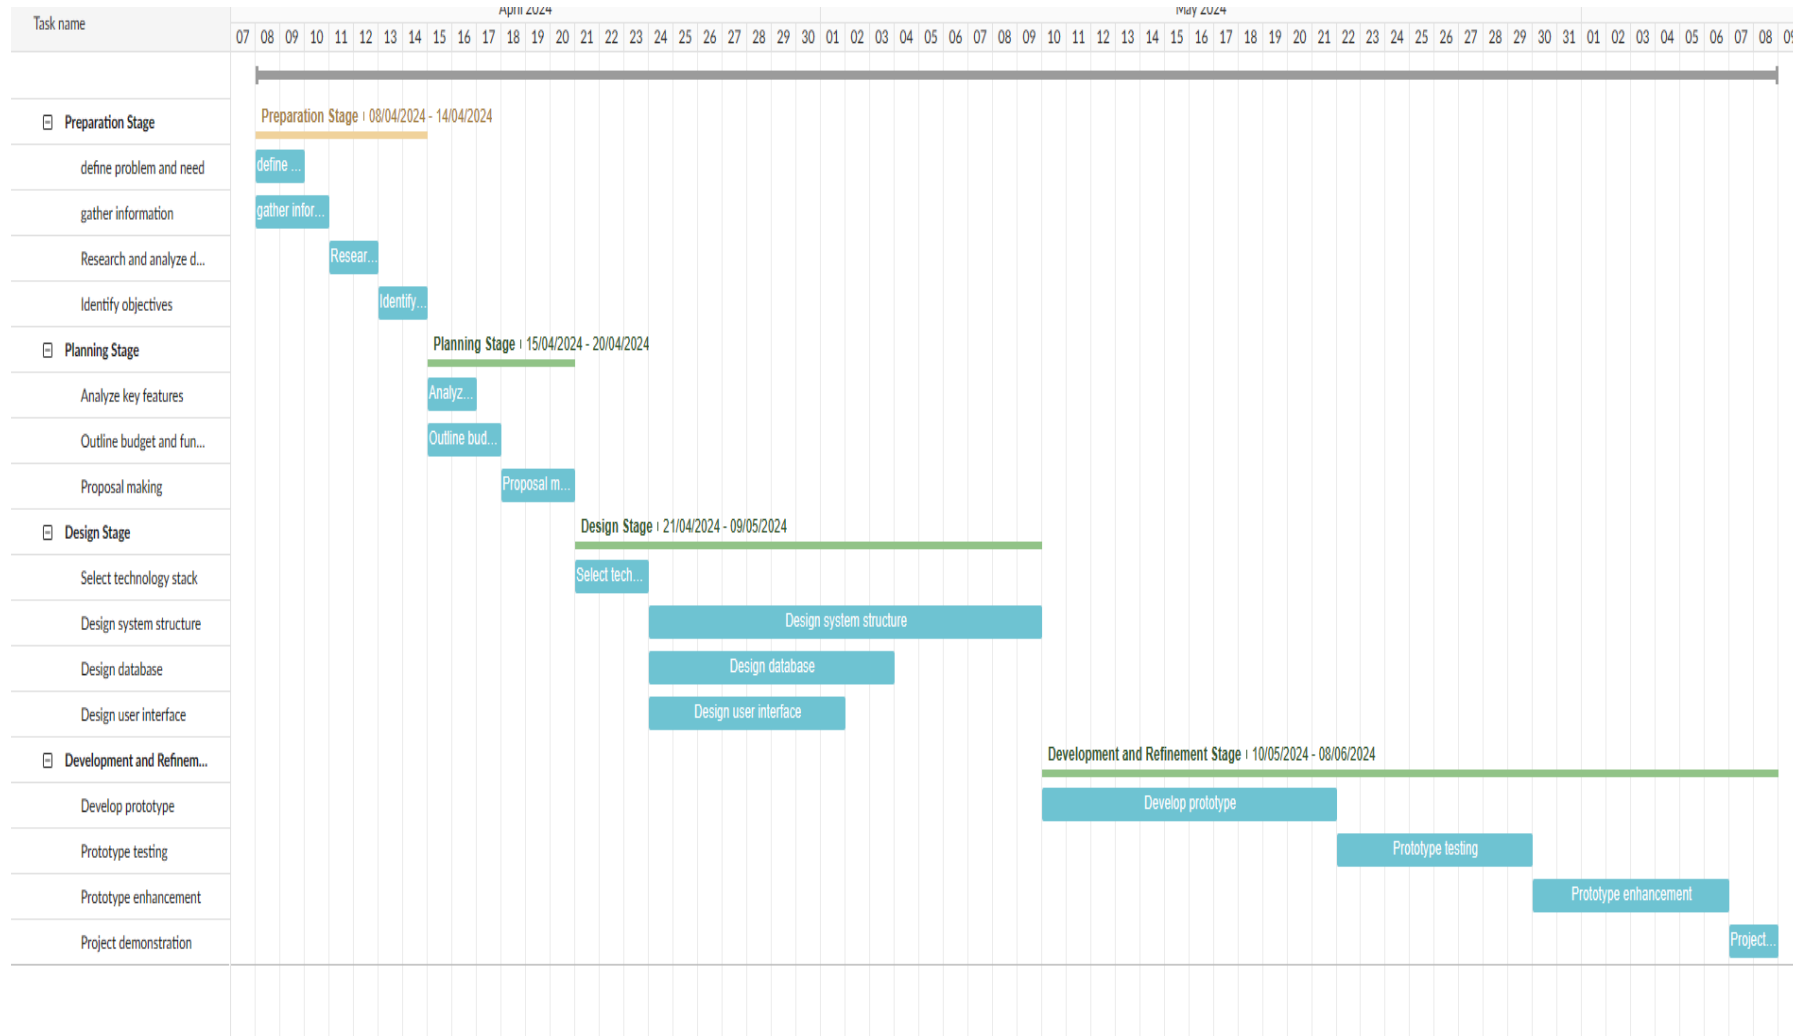 April 2024 May 2024
Task name
07 08 09 10 11 12 13 14 15 16 17 18 19 20 21 22 23 24 25 26 27 28 29 30 01 02 03 04 05 06 07 08 09 10 11 12 13 14 15 16 17 18 19 20 21 22 23 24 25 26 27 28 29 30 31 01 02 03 04 05 06 07 08 09
Preparation Stage Preparation Stage 08/04/2024 - 14/04/2024
define problem and need define ...
gather information gather infor...
Research and analyze d... Resear...
Identify objectives Identify...
Planning Stage Planning Stage 15/04/2024 - 20/04/2024
Analyze key features Analyz...
Outline budget and fun... Outline bud...
Proposal making Proposal m...
Design Stage Design Stage 21/04/2024 - 09/05/2024
Select technology stack Select tech...
Design system structure Design system structure
Design database Design database
Design user interface Design user interface
Development and Refinem... Development and Refinement Stage 10/05/2024 - 08/06/2024
Develop prototype Develop prototype
Prototype testing Prototype testing
Prototype enhancement Prototype enhancement
Project demonstration Project...